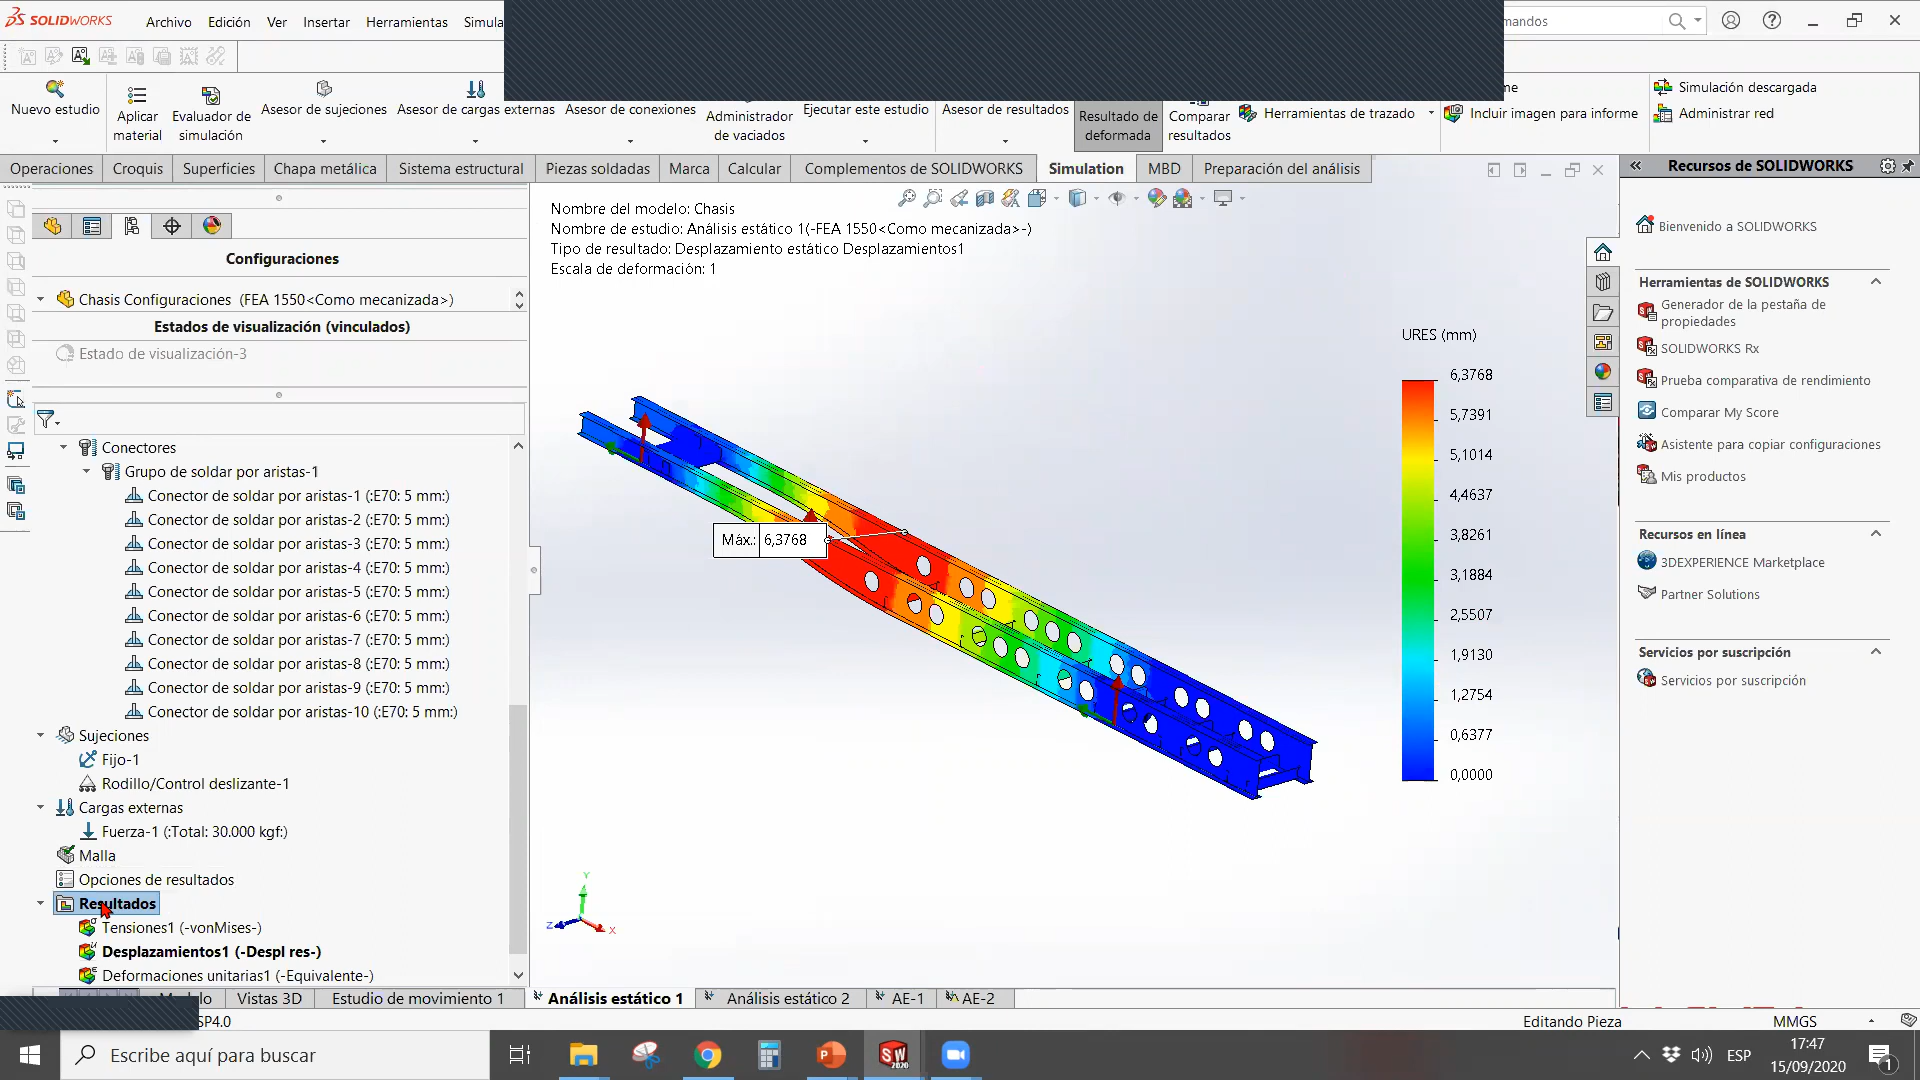 SOLIDWORKS
Archivo Edición Ver Insertar Herramientas Simula
mandos
Nuevo estudio
Aplicar material
Evaluador de simulación
Asesor de sujeciones
Asesor de cargas externas
Asesor de conexiones
Administrador de vaciados
Ejecutar este estudio
Asesor de resultados
Resultado de deformada
Comparar resultados
Herramientas de trazado
me
Incluir imagen para informe
Simulación descargada
Administrar red
Operaciones Croquis Superficies Chapa metálica Sistema estructural Piezas soldadas Marca Calcular Complementos de SOLIDWORKS Simulation MBD Preparación del análisis
Configuraciones
Chasis Configuraciones (FEA 1550<Como mecanizada>)
Estados de visualización (vinculados)
Estado de visualización-3
Conectores
Grupo de soldar por aristas-1
Conector de soldar por aristas-1 (:E70: 5 mm:)
Conector de soldar por aristas-2 (:E70: 5 mm:)
Conector de soldar por aristas-3 (:E70: 5 mm:)
Conector de soldar por aristas-4 (:E70: 5 mm:)
Conector de soldar por aristas-5 (:E70: 5 mm:)
Conector de soldar por aristas-6 (:E70: 5 mm:)
Conector de soldar por aristas-7 (:E70: 5 mm:)
Conector de soldar por aristas-8 (:E70: 5 mm:)
Conector de soldar por aristas-9 (:E70: 5 mm:)
Conector de soldar por aristas-10 (:E70: 5 mm:)
Sujeciones
Fijo-1
Rodillo/Control deslizante-1
Cargas externas
Fuerza-1 (:Total: 30.000 kgf:)
Malla
Opciones de resultados
Resultados
Tensiones1 (-vonMises-)
Desplazamientos1 (-Despl res-)
Deformaciones unitarias1 (-Equivalente-)
Nombre del modelo: Chasis
Nombre de estudio: Análisis estático 1(-FEA 1550<Como mecanizada>-)
Tipo de resultado: Desplazamiento estático Desplazamientos1
Escala de deformación: 1
Máx.: 6,3768
Y
Z
X
URES (mm)
6,3768
5,7391
5,1014
4,4637
3,8261
3,1884
2,5507
1,9130
1,2754
0,6377
0,0000
Recursos de SOLIDWORKS
Bienvenido a SOLIDWORKS
Herramientas de SOLIDWORKS
Generador de la pestaña de propiedades
SOLIDWORKS Rx
Prueba comparativa de rendimiento
Comparar My Score
Asistente para copiar configuraciones
Mis productos
Recursos en línea
3DEXPERIENCE Marketplace
Partner Solutions
Servicios por suscripción
Servicios por suscripción
Vistas 3D Estudio de movimiento 1 Análisis estático 1 Análisis estático 2 AE-1 AE-2
SP4.0
Editando Pieza
MMGS
Escribe aquí para buscar
SW
2020
ESP
17:47
15/09/2020
1